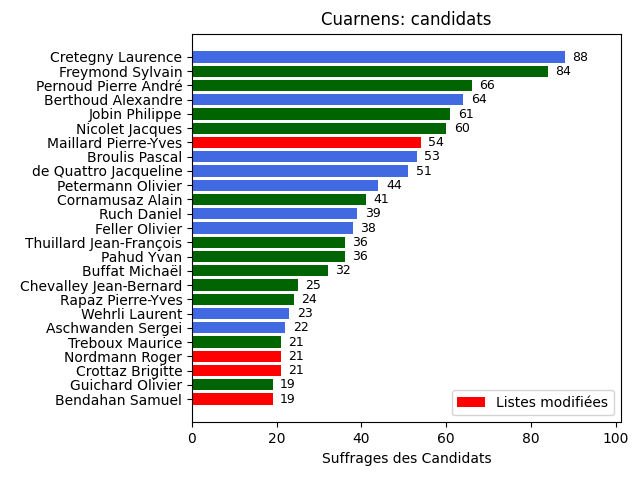 Cuarnens: candidats
Cretegny Laurence 88
Freymond Sylvain 84
Pernoud Pierre André 66
Berthoud Alexandre 64
Jobin Philippe 61
Nicolet Jacques 60
Maillard Pierre-Yves 54
Broulis Pascal 53
de Quattro Jacqueline 51
Petermann Olivier 44
Cornamusaz Alain 41
Ruch Daniel 39
Feller Olivier 38
Thuillard Jean-François 36
Pahud Yvan 36
Buffat Michaël 32
Chevalley Jean-Bernard 25
Rapaz Pierre-Yves 24
Wehrli Laurent 23
Aschwanden Sergei 22
Treboux Maurice 21
Nordmann Roger 21
Crottaz Brigitte 21
Guichard Olivier 19
Bendahan Samuel 19
Listes modifiées
0 20 40 60 80 100
Suffrages des Candidats